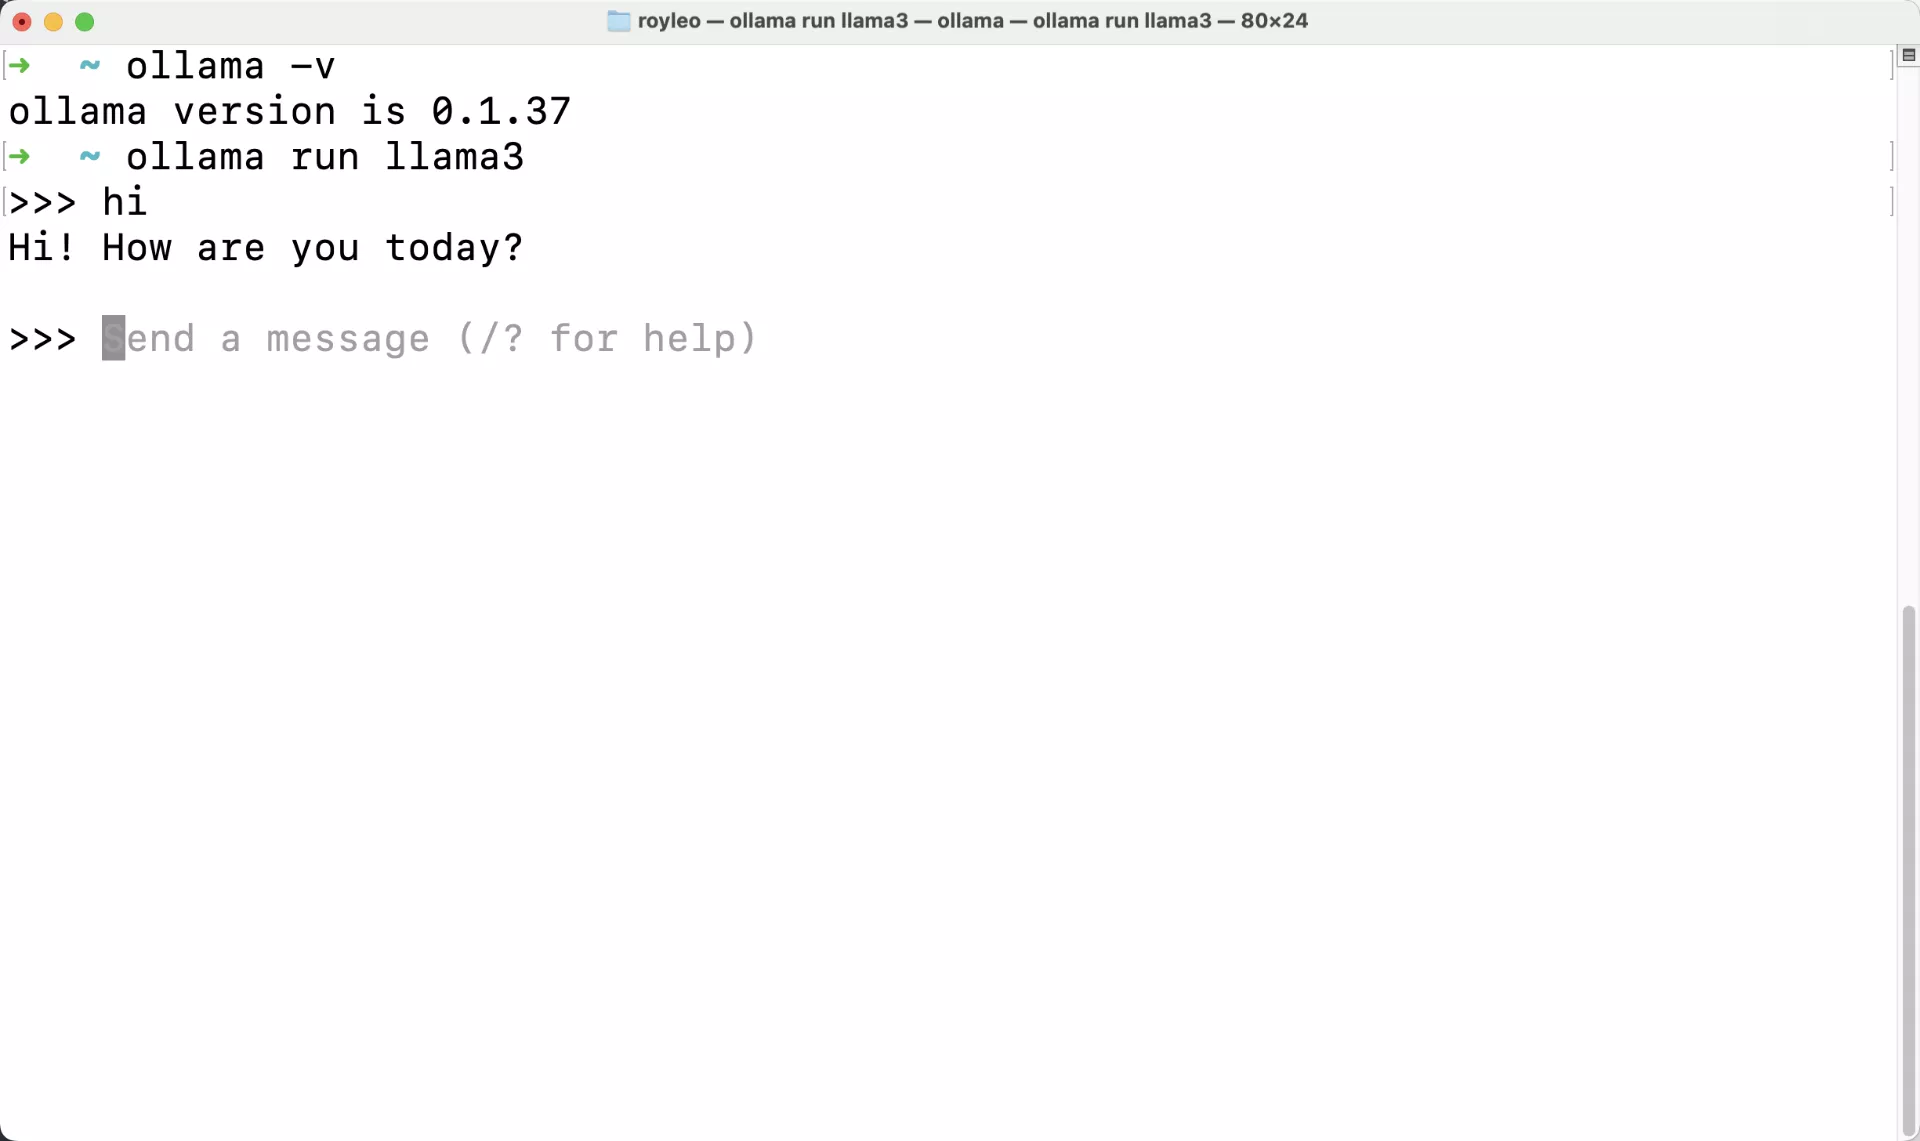 royleo — ollama run llama3 — ollama — ollama run llama3 — 80×24
➜  ~ ollama -v
ollama version is 0.1.37
➜  ~ ollama run llama3
>>> hi
Hi! How are you today?
>>> Send a message (/? for help)